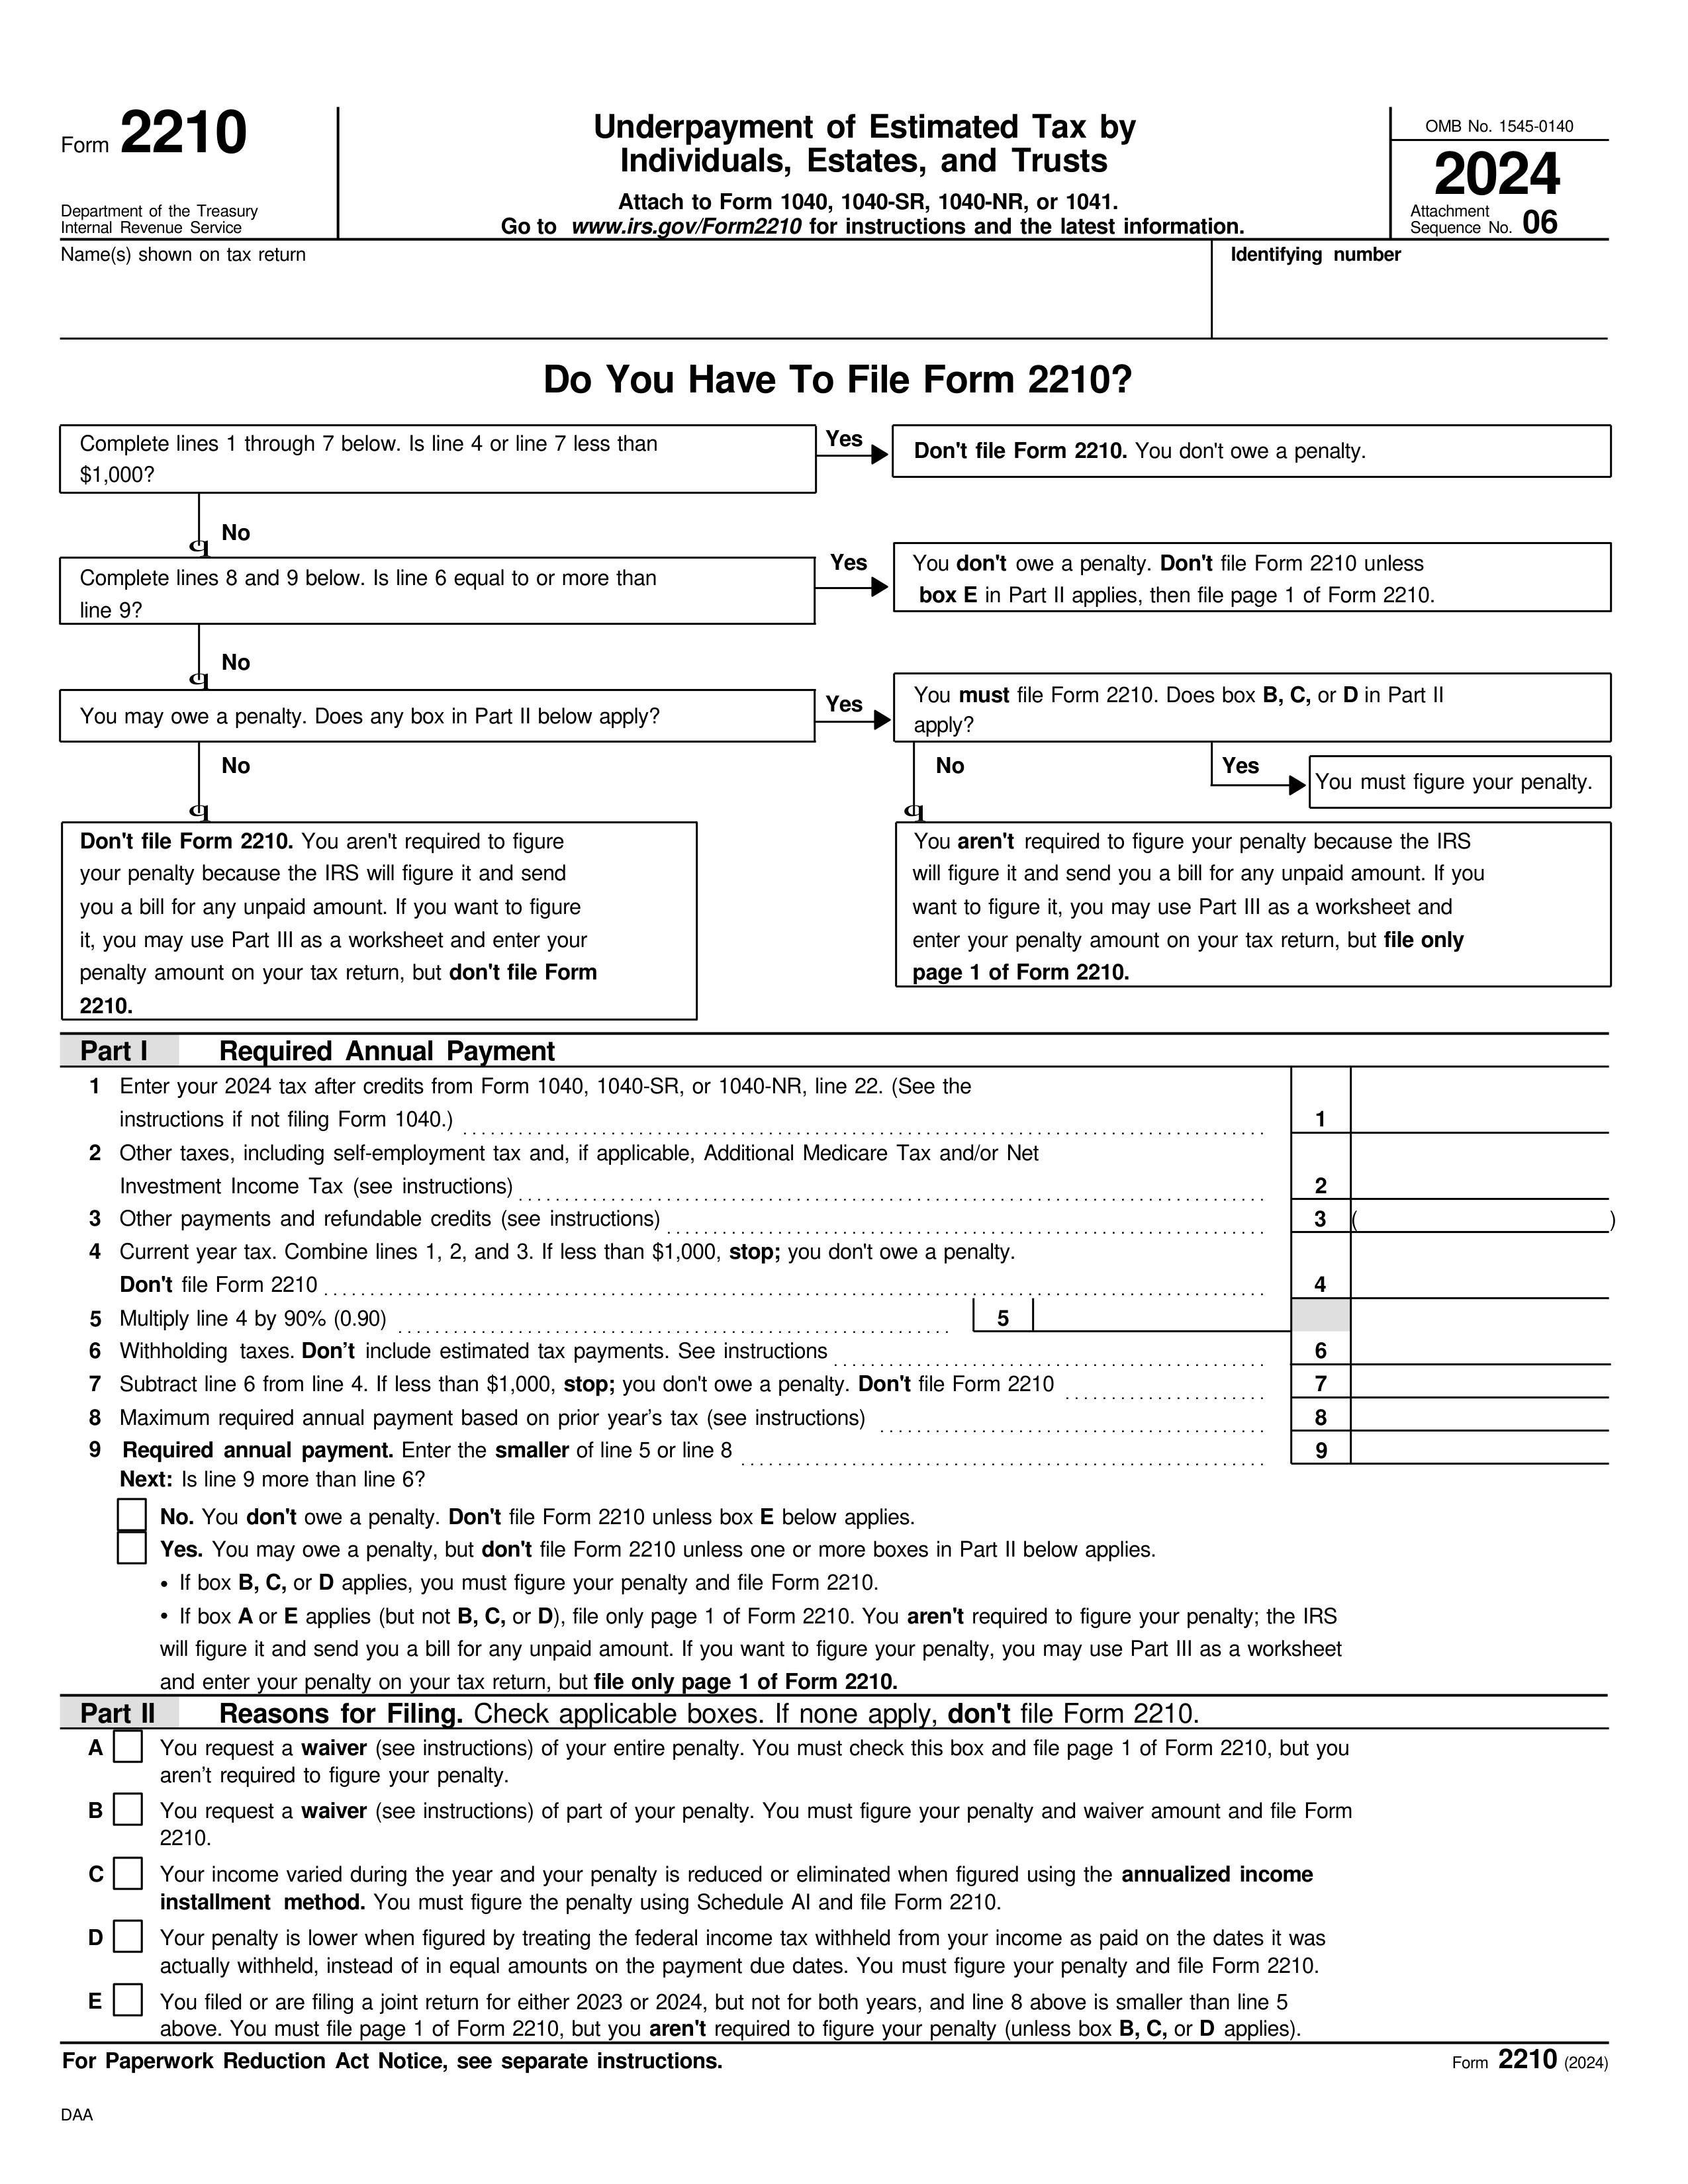 Form 2210
Department of the Treasury
Internal Revenue Service
Underpayment of Estimated Tax by
Individuals, Estates, and Trusts
Attach to Form 1040, 1040-SR, 1040-NR, or 1041.
Go to www.irs.gov/Form2210 for instructions and the latest information.
OMB No. 1545-0140
2024
Attachment
Sequence No. 06
Name(s) shown on tax return
Identifying number
Do You Have To File Form 2210?
Complete lines 1 through 7 below. Is line 4 or line 7 less than
$1,000?
Yes
Don't file Form 2210. You don't owe a penalty.
No
Complete lines 8 and 9 below. Is line 6 equal to or more than
line 9?
Yes
You don't owe a penalty. Don't file Form 2210 unless
box E in Part II applies, then file page 1 of Form 2210.
No
You may owe a penalty. Does any box in Part II below apply?
Yes
You must file Form 2210. Does box B, C, or D in Part II
apply?
No
No
Yes
You must figure your penalty.
Don't file Form 2210. You aren't required to figure
your penalty because the IRS will figure it and send
you a bill for any unpaid amount. If you want to figure
it, you may use Part III as a worksheet and enter your
penalty amount on your tax return, but don't file Form
2210.
You aren't required to figure your penalty because the IRS
will figure it and send you a bill for any unpaid amount. If you
want to figure it, you may use Part III as a worksheet and
enter your penalty amount on your tax return, but file only
page 1 of Form 2210.
Part I Required Annual Payment
1 Enter your 2024 tax after credits from Form 1040, 1040-SR, or 1040-NR, line 22. (See the
instructions if not filing Form 1040.) 1
2 Other taxes, including self-employment tax and, if applicable, Additional Medicare Tax and/or Net
Investment Income Tax (see instructions) 2
3 Other payments and refundable credits (see instructions) 3 ( )
4 Current year tax. Combine lines 1, 2, and 3. If less than $1,000, stop; you don't owe a penalty.
Don't file Form 2210 4
5 Multiply line 4 by 90% (0.90) 5
6 Withholding taxes. Don’t include estimated tax payments. See instructions 6
7 Subtract line 6 from line 4. If less than $1,000, stop; you don't owe a penalty. Don't file Form 2210 7
8 Maximum required annual payment based on prior year’s tax (see instructions) 8
9 Required annual payment. Enter the smaller of line 5 or line 8 9
Next: Is line 9 more than line 6?
No. You don't owe a penalty. Don't file Form 2210 unless box E below applies.
Yes. You may owe a penalty, but don't file Form 2210 unless one or more boxes in Part II below applies.
• If box B, C, or D applies, you must figure your penalty and file Form 2210.
• If box A or E applies (but not B, C, or D), file only page 1 of Form 2210. You aren't required to figure your penalty; the IRS
will figure it and send you a bill for any unpaid amount. If you want to figure your penalty, you may use Part III as a worksheet
and enter your penalty on your tax return, but file only page 1 of Form 2210.
Part II Reasons for Filing. Check applicable boxes. If none apply, don't file Form 2210.
A You request a waiver (see instructions) of your entire penalty. You must check this box and file page 1 of Form 2210, but you
aren’t required to figure your penalty.
B You request a waiver (see instructions) of part of your penalty. You must figure your penalty and waiver amount and file Form
2210.
C Your income varied during the year and your penalty is reduced or eliminated when figured using the annualized income
installment method. You must figure the penalty using Schedule AI and file Form 2210.
D Your penalty is lower when figured by treating the federal income tax withheld from your income as paid on the dates it was
actually withheld, instead of in equal amounts on the payment due dates. You must figure your penalty and file Form 2210.
E You filed or are filing a joint return for either 2023 or 2024, but not for both years, and line 8 above is smaller than line 5
above. You must file page 1 of Form 2210, but you aren't required to figure your penalty (unless box B, C, or D applies).
For Paperwork Reduction Act Notice, see separate instructions.
Form 2210 (2024)
DAA